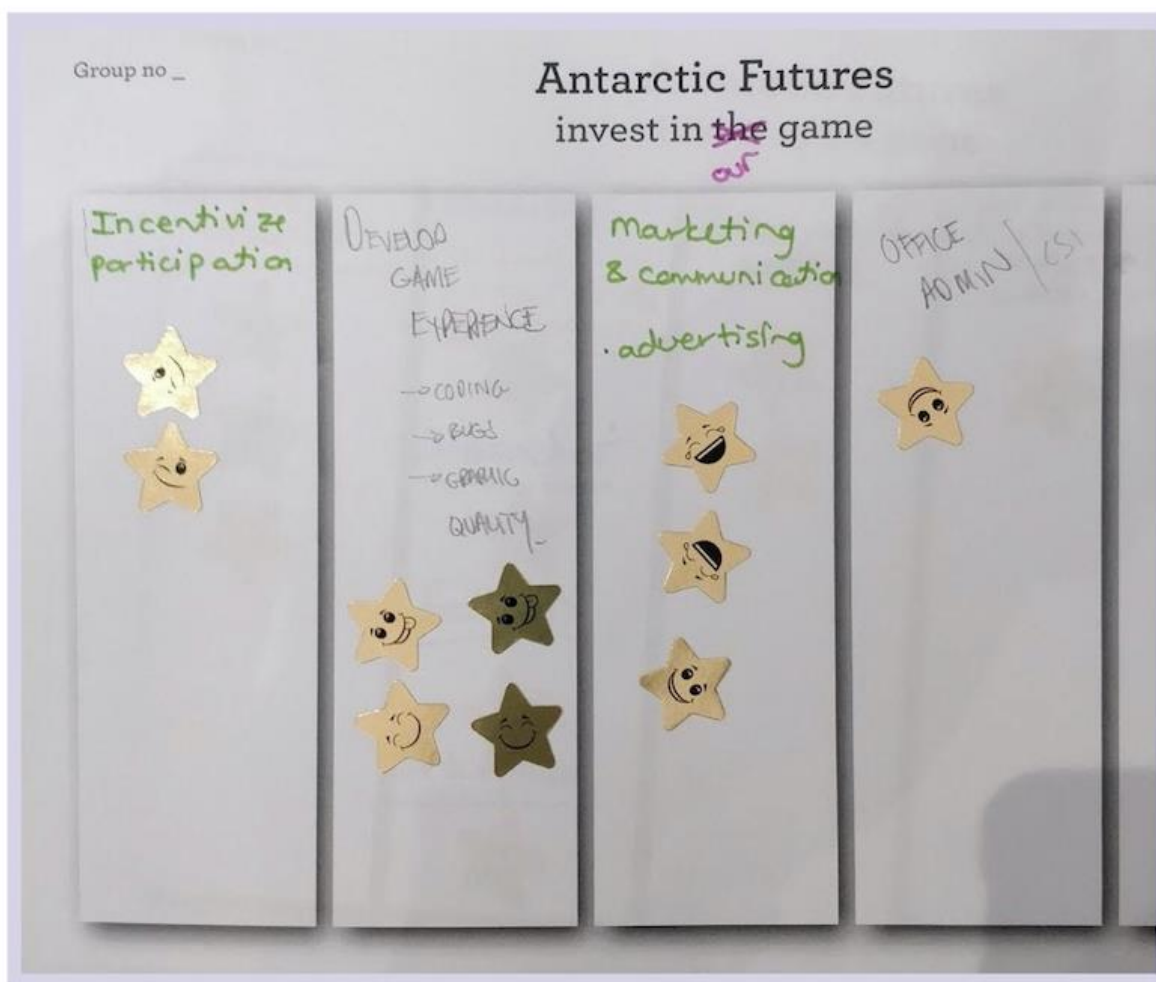 Group no _
Antarctic Futures
invest in the game
our
Incentivize
participation
DEVELOP
GAME
EXPERIENCE
→ CODING
→ BUGS
→ GRAPHIC
QUALITY_
Marketing
& communication
. advertising
OFFICE
ADMIN /